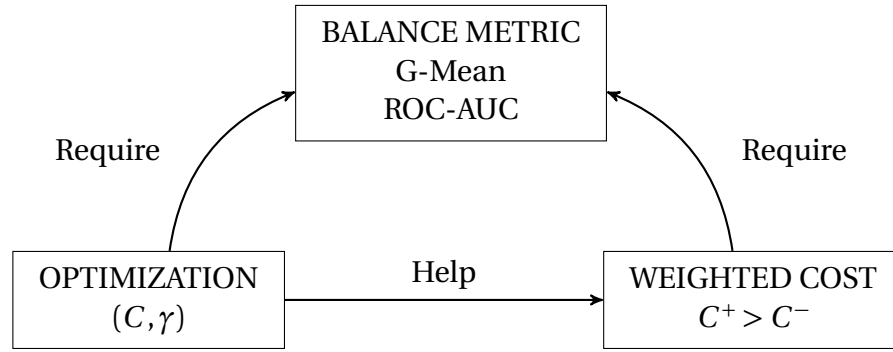 BALANCE METRIC
G-Mean
ROC-AUC
Require
Require
OPTIMIZATION
(C,γ)
Help
WEIGHTED COST
C⁺ > C⁻